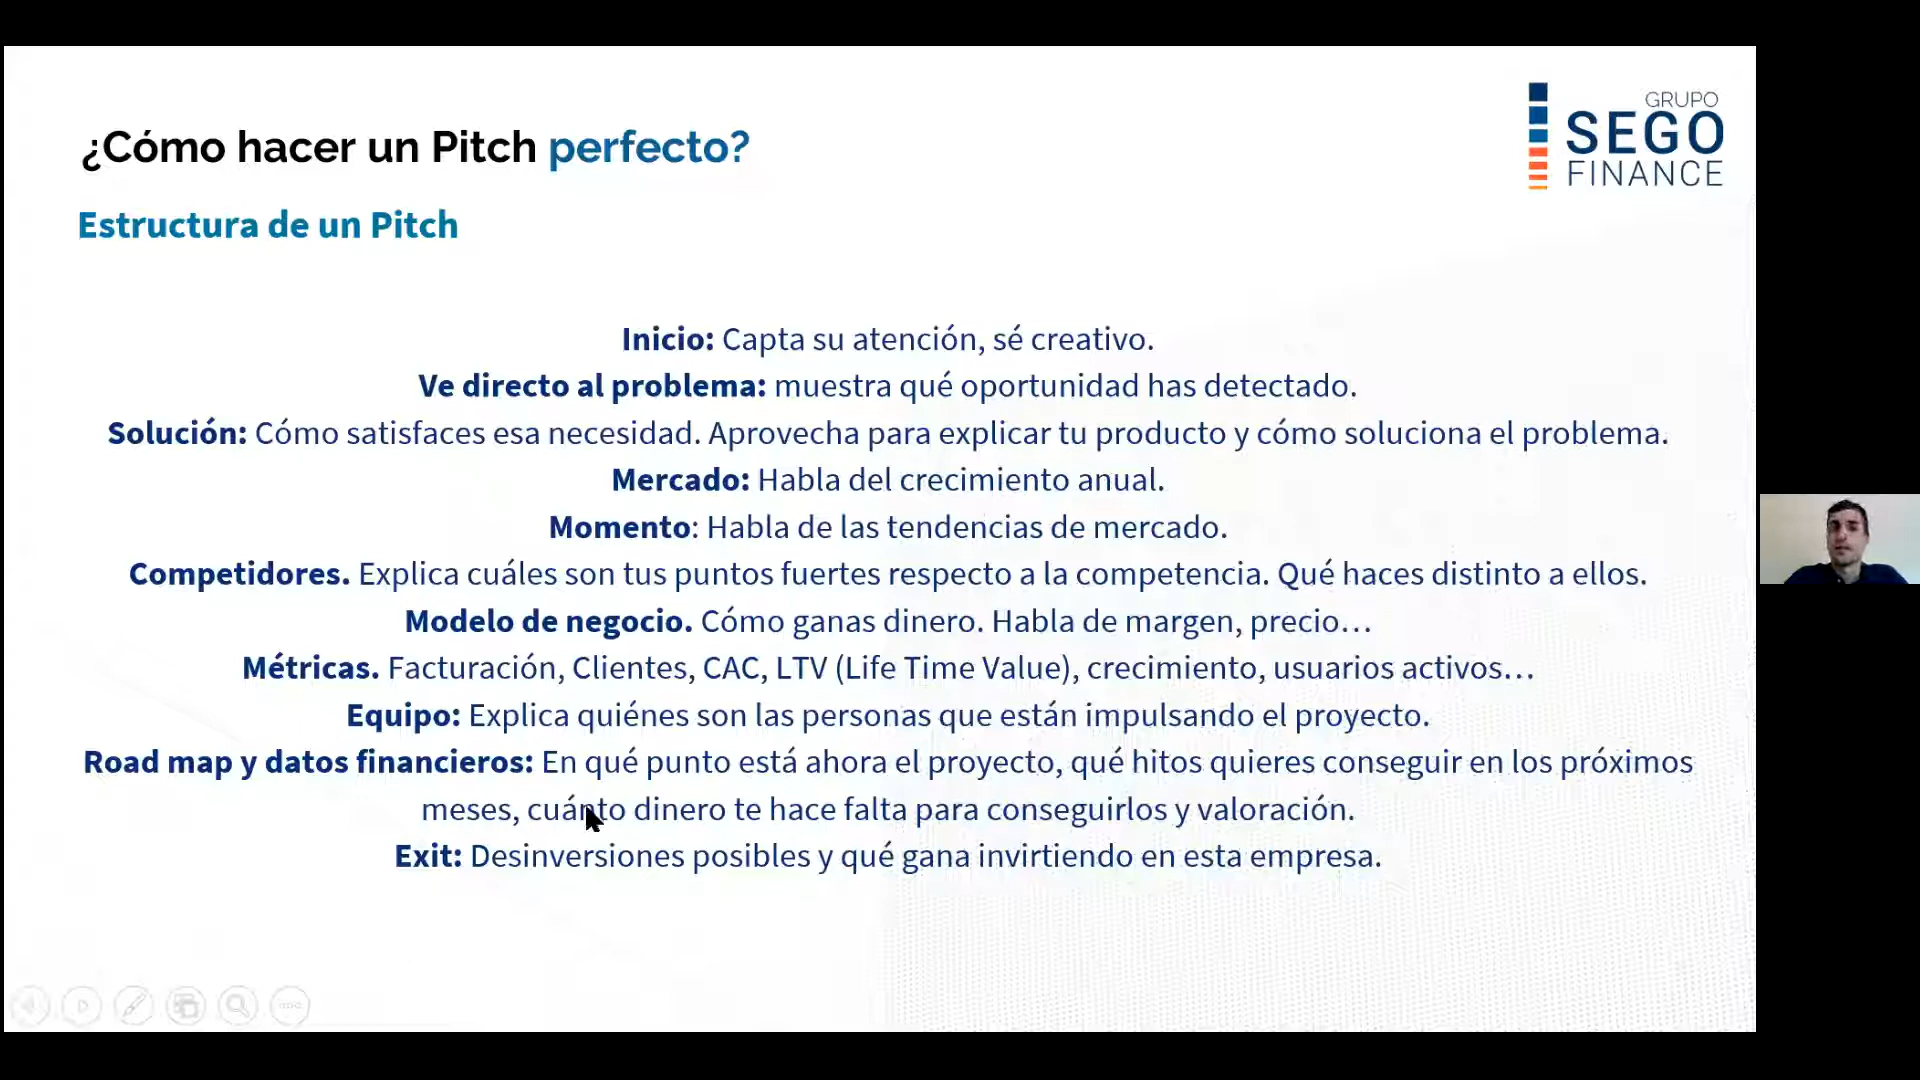 ¿Cómo hacer un Pitch perfecto?
GRUPO
SEGO
FINANCE
Estructura de un Pitch
Inicio: Capta su atención, sé creativo.
Ve directo al problema: muestra qué oportunidad has detectado.
Solución: Cómo satisfaces esa necesidad. Aprovecha para explicar tu producto y cómo soluciona el problema.
Mercado: Habla del crecimiento anual.
Momento: Habla de las tendencias de mercado.
Competidores. Explica cuáles son tus puntos fuertes respecto a la competencia. Qué haces distinto a ellos.
Modelo de negocio. Cómo ganas dinero. Habla de margen, precio…
Métricas. Facturación, Clientes, CAC, LTV (Life Time Value), crecimiento, usuarios activos…
Equipo: Explica quiénes son las personas que están impulsando el proyecto.
Road map y datos financieros: En qué punto está ahora el proyecto, qué hitos quieres conseguir en los próximos
meses, cuánto dinero te hace falta para conseguirlos y valoración.
Exit: Desinversiones posibles y qué gana invirtiendo en esta empresa.